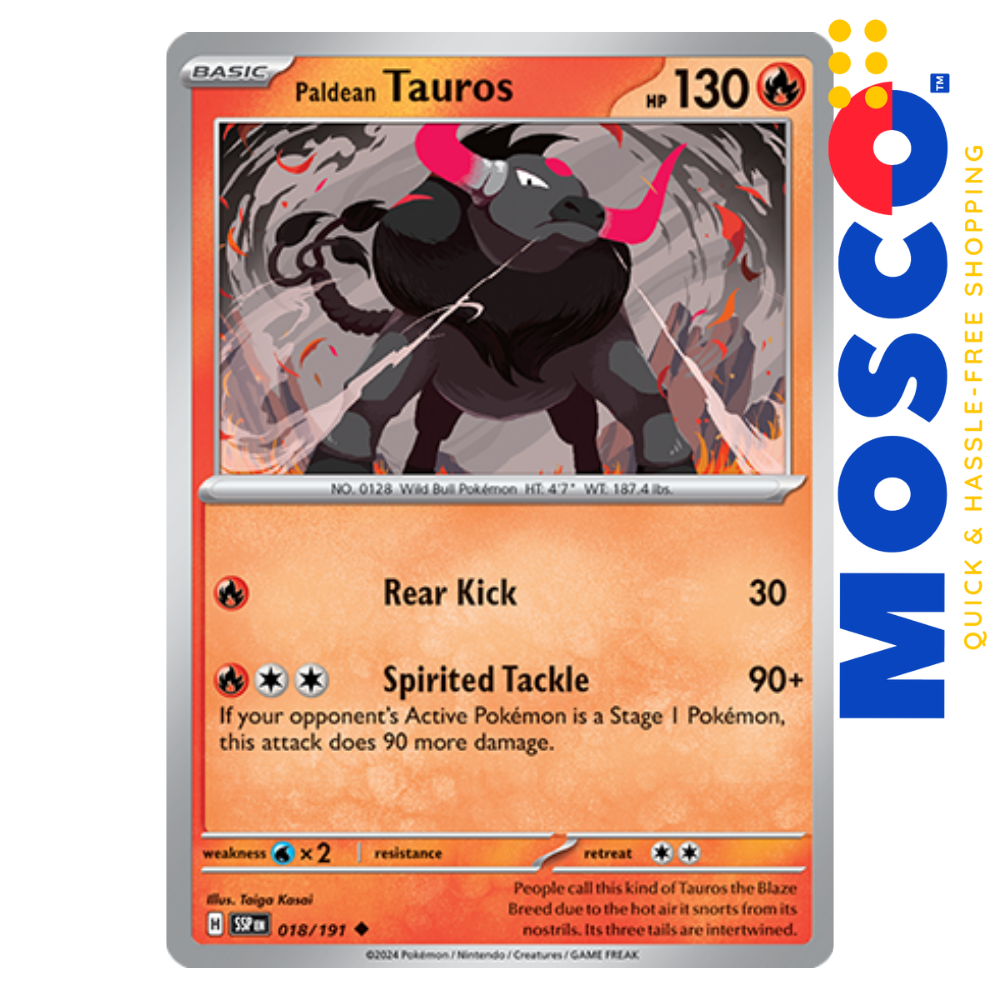 BASIC
Paldean Tauros
HP 130
NO. 0128 Wild Bull Pokémon HT: 4'7" WT: 187.4 lbs.
Rear Kick 30
Spirited Tackle 90+
If your opponent's Active Pokémon is a Stage 1 Pokémon,
this attack does 90 more damage.
weakness ×2 resistance retreat
Illus. Taiga Kasai
H SSP EN 018/191
People call this kind of Tauros the Blaze
Breed due to the hot air it snorts from its
nostrils. Its three tails are intertwined.
©2024 Pokémon / Nintendo / Creatures / GAME FREAK
MOSCO™
QUICK & HASSLE-FREE SHOPPING